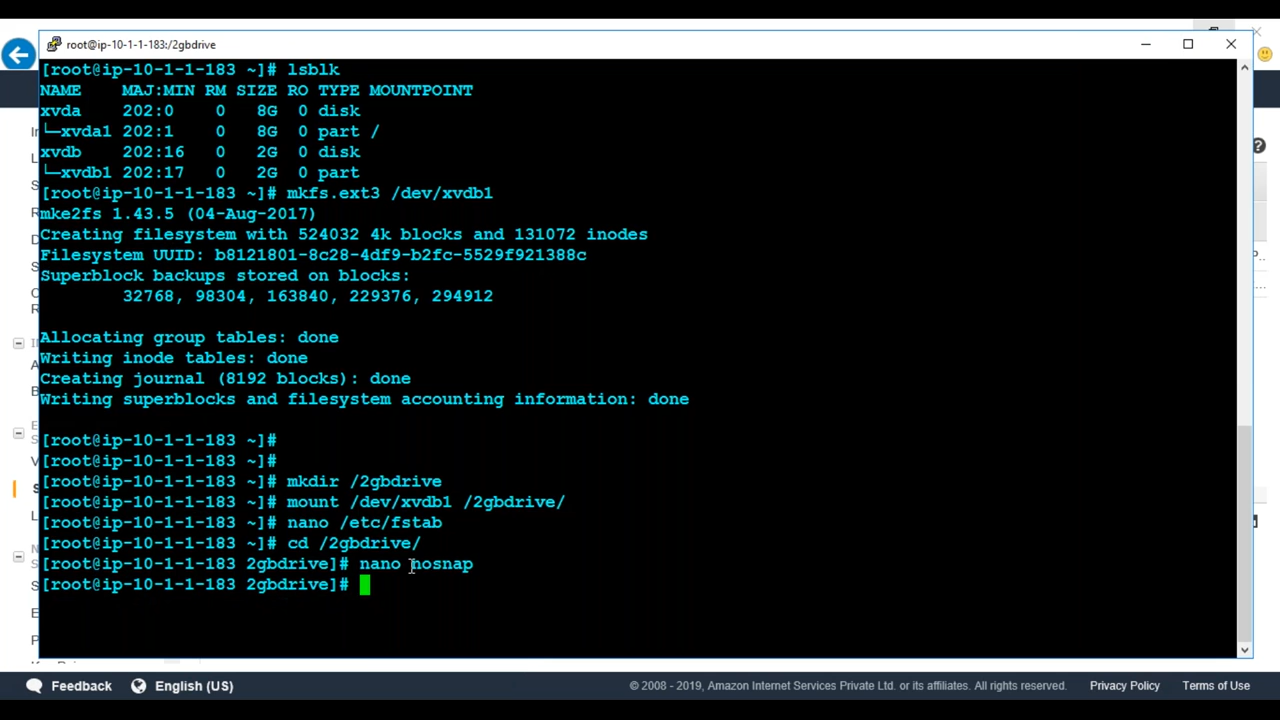 root@ip-10-1-1-183:/2gbdrive
[root@ip-10-1-1-183 ~]# lsblk
NAME    MAJ:MIN RM SIZE RO TYPE MOUNTPOINT
xvda    202:0    0   8G  0 disk
└─xvda1 202:1    0   8G  0 part /
xvdb    202:16   0   2G  0 disk
└─xvdb1 202:17   0   2G  0 part
[root@ip-10-1-1-183 ~]# mkfs.ext3 /dev/xvdb1
mke2fs 1.43.5 (04-Aug-2017)
Creating filesystem with 524032 4k blocks and 131072 inodes
Filesystem UUID: b8121801-8c28-4df9-b2fc-5529f921388c
Superblock backups stored on blocks:
        32768, 98304, 163840, 229376, 294912
Allocating group tables: done
Writing inode tables: done
Creating journal (8192 blocks): done
Writing superblocks and filesystem accounting information: done
[root@ip-10-1-1-183 ~]#
[root@ip-10-1-1-183 ~]#
[root@ip-10-1-1-183 ~]# mkdir /2gbdrive
[root@ip-10-1-1-183 ~]# mount /dev/xvdb1 /2gbdrive/
[root@ip-10-1-1-183 ~]# nano /etc/fstab
[root@ip-10-1-1-183 ~]# cd /2gbdrive/
[root@ip-10-1-1-183 2gbdrive]# nano nosnap
[root@ip-10-1-1-183 2gbdrive]#
Feedback English (US) © 2008 - 2019, Amazon Internet Services Private Ltd. or its affiliates. All rights reserved. Privacy Policy Terms of Use